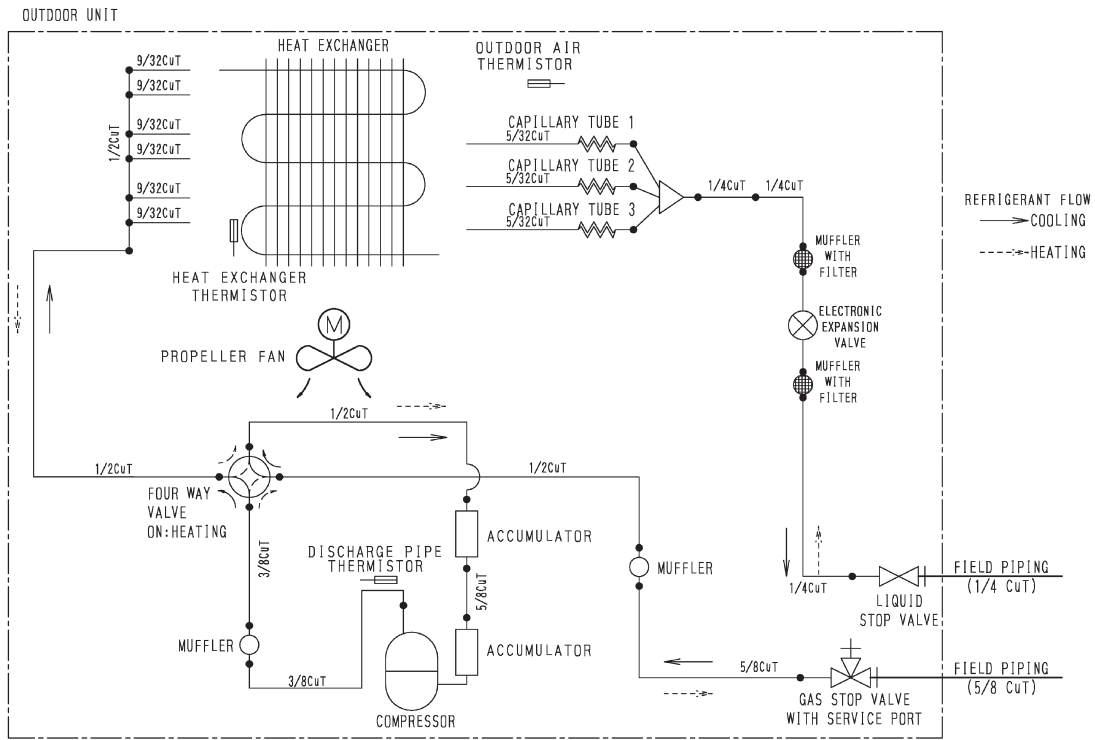 OUTDOOR UNIT
HEAT EXCHANGER
OUTDOOR AIR
THERMISTOR
9/32CuT
9/32CuT
9/32CuT
9/32CuT
9/32CuT
9/32CuT
1/2CuT
CAPILLARY TUBE 1
5/32CuT
CAPILLARY TUBE 2
5/32CuT
CAPILLARY TUBE 3
5/32CuT
1/4CuT
1/4CuT
REFRIGERANT FLOW
COOLING
HEATING
MUFFLER
WITH
FILTER
HEAT EXCHANGER
THERMISTOR
ELECTRONIC
EXPANSION
VALVE
M
PROPELLER FAN
MUFFLER
WITH
FILTER
1/2CuT
1/2CuT
1/2CuT
FOUR WAY
VALVE
ON:HEATING
ACCUMULATOR
3/8CuT
DISCHARGE PIPE
THERMISTOR
5/8CuT
MUFFLER
1/4CuT
FIELD PIPING
(1/4 CuT)
LIQUID
STOP VALVE
MUFFLER
ACCUMULATOR
3/8CuT
COMPRESSOR
5/8CuT
FIELD PIPING
(5/8 CuT)
GAS STOP VALVE
WITH SERVICE PORT